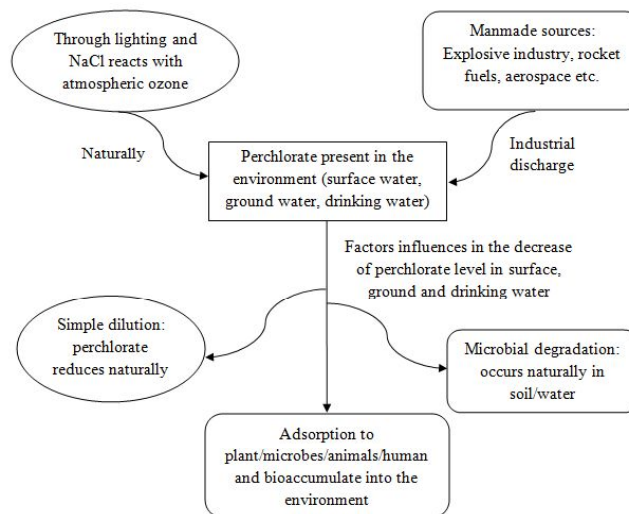 Through lighting and
NaCl reacts with
atmospheric ozone
Manmade sources:
Explosive industry, rocket
fuels, aerospace etc.
Naturally
Industrial
discharge
Perchlorate present in the
environment (surface water,
ground water, drinking water)
Factors influences in the decrease
of perchlorate level in surface,
ground and drinking water
Simple dilution:
perchlorate
reduces naturally
Microbial degradation:
occurs naturally in
soil/water
Adsorption to
plant/microbes/animals/human
and bioaccumulate into the
environment